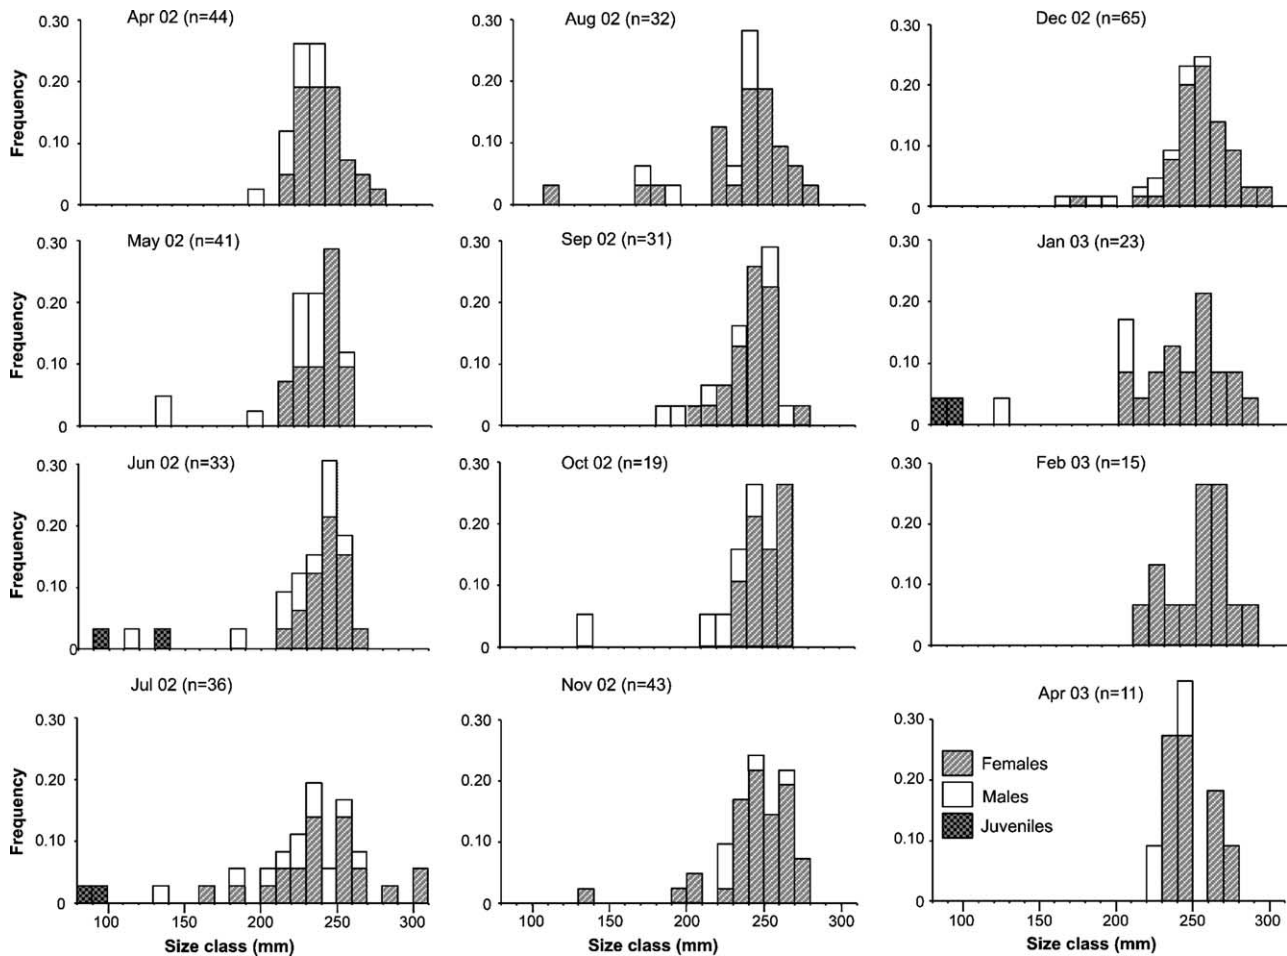 Apr 02 (n=44)
Aug 02 (n=32)
Dec 02 (n=65)
Frequency
0.30
0.20
0.10
0
0.30
0.20
0.10
0
0.30
0.20
0.10
0
May 02 (n=41)
Sep 02 (n=31)
Jan 03 (n=23)
Frequency
0.30
0.20
0.10
0
0.30
0.20
0.10
0
0.30
0.20
0.10
0
Jun 02 (n=33)
Oct 02 (n=19)
Feb 03 (n=15)
Frequency
0.30
0.20
0.10
0
0.30
0.20
0.10
0
0.30
0.20
0.10
0
Jul 02 (n=36)
Nov 02 (n=43)
Apr 03 (n=11)
Frequency
0.30
0.20
0.10
0
0.30
0.20
0.10
0
0.30
0.20
0.10
0
Females
Males
Juveniles
100 150 200 250 300
100 150 200 250 300
100 150 200 250 300
Size class (mm)
Size class (mm)
Size class (mm)